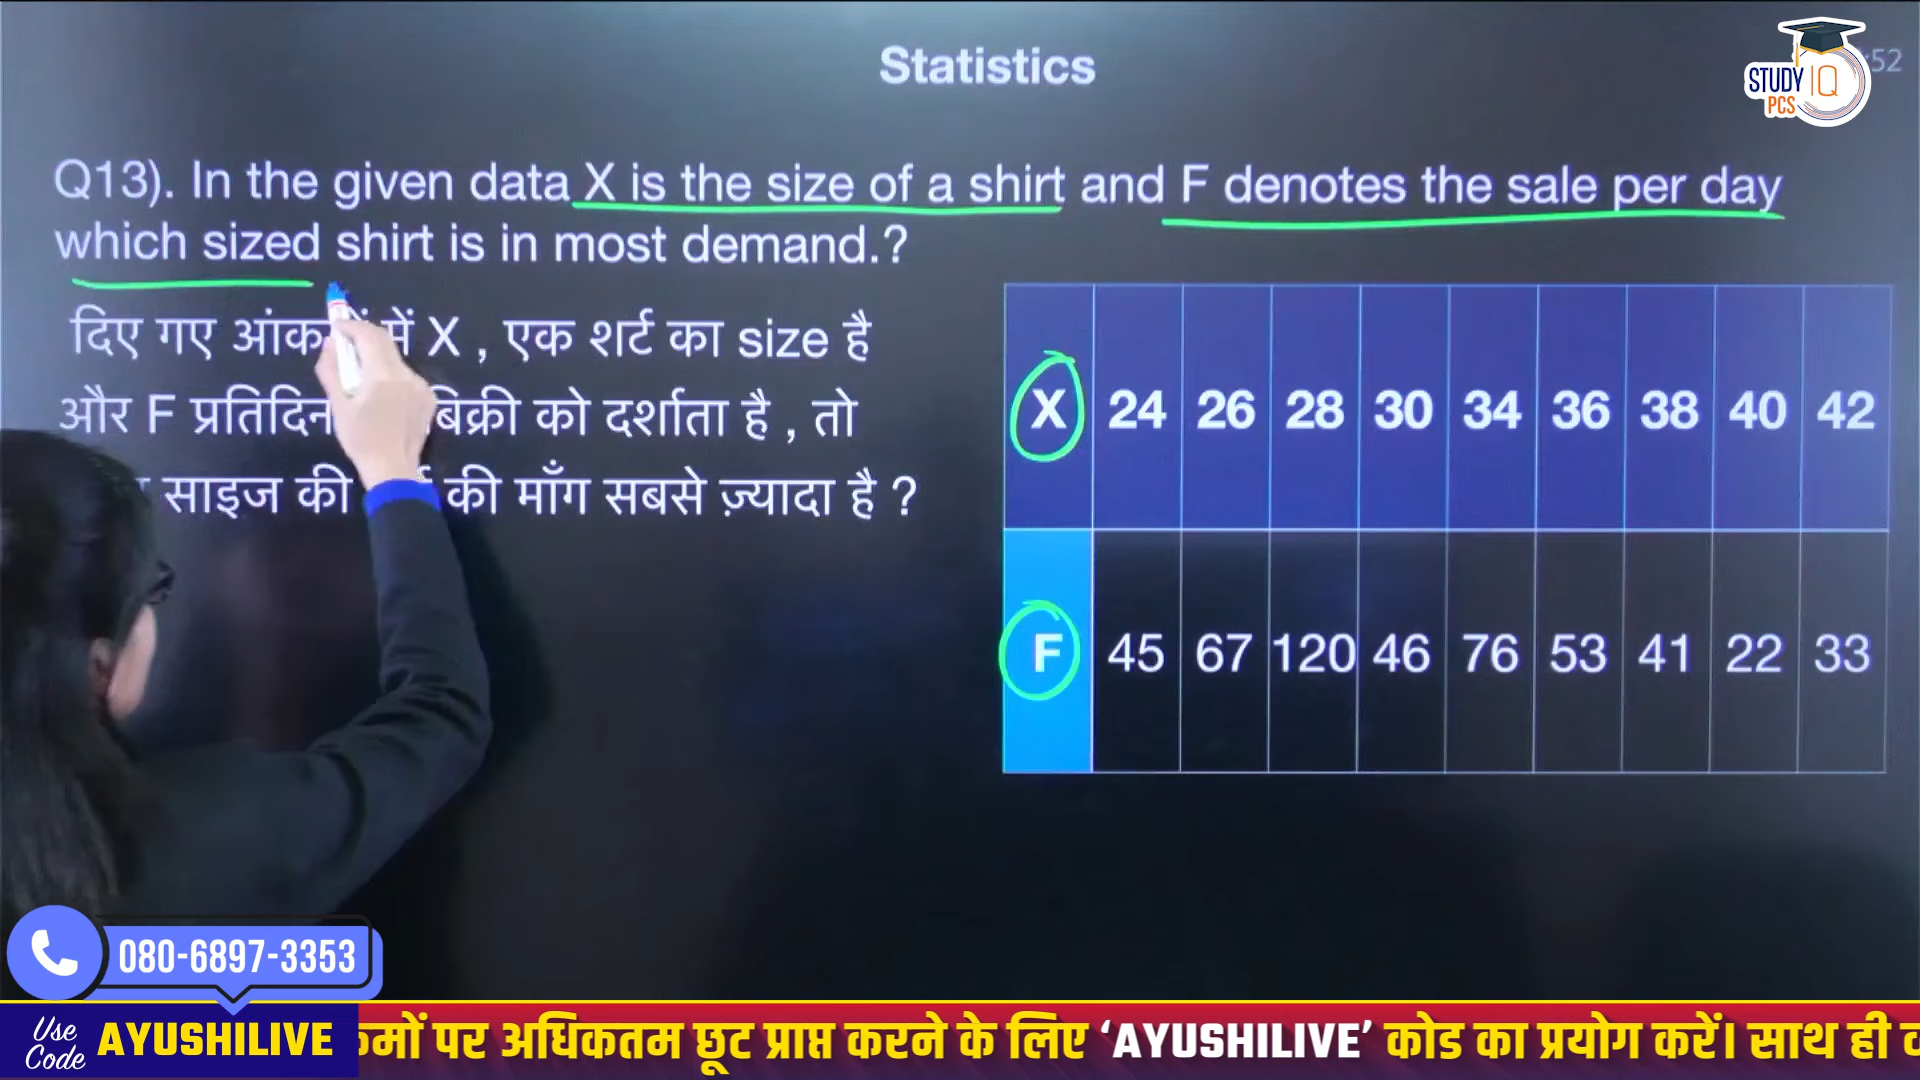 Statistics
:52
STUDY IQ
PCS
Q13). In the given data X is the size of a shirt and F denotes the sale per day
which sized shirt is in most demand.?
दिए गए में X , एक शर्ट का size है
और F प्रतिदिन बिक्री को दर्शाता है , तो
साइज की की माँग सबसे ज़्यादा है ?
X 24 26 28 30 34 36 38 40 42
F 45 67 120 46 76 53 41 22 33
080-6897-3353
Use Code AYUSHILIVE
पर अधिकतम छूट प्राप्त करने के लिए ‘AYUSHILIVE’ कोड का प्रयोग करें। साथ ही